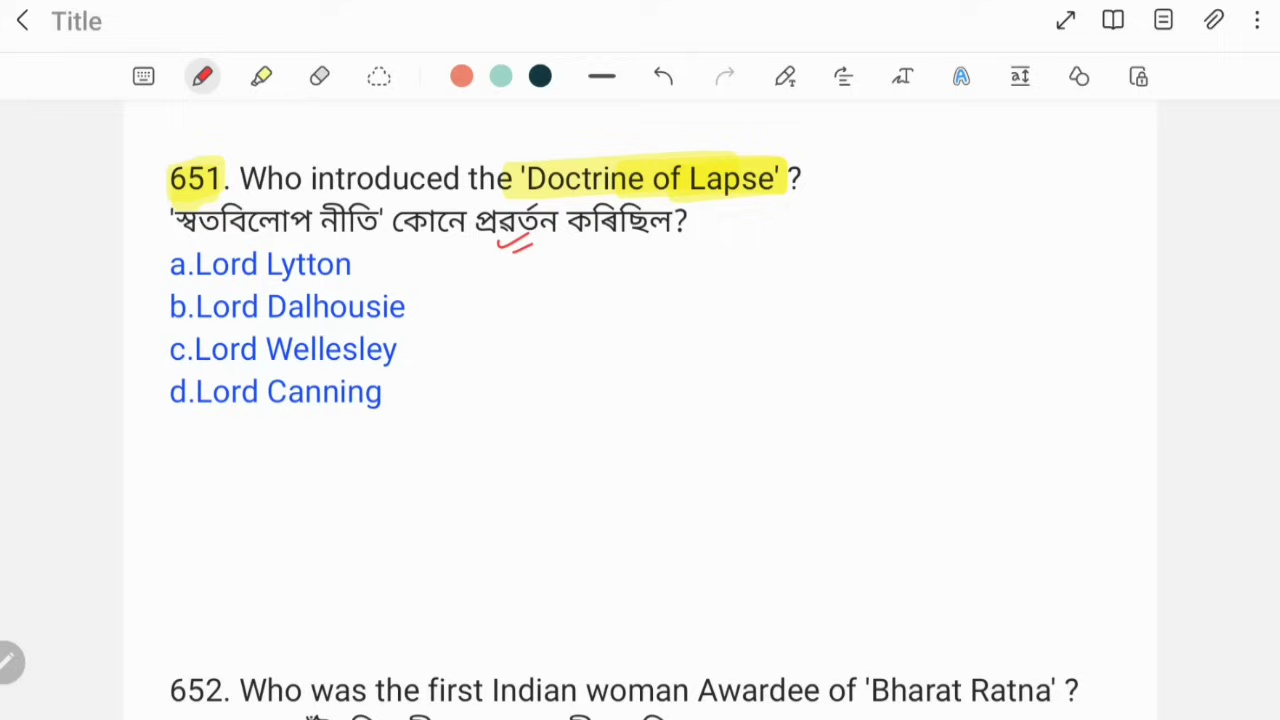 Title
651. Who introduced the 'Doctrine of Lapse' ?
'স্বতবিলোপ নীতি' কোনে প্ৰৱৰ্তন কৰিছিল?
a.Lord Lytton
b.Lord Dalhousie
c.Lord Wellesley
d.Lord Canning
652. Who was the first Indian woman Awardee of 'Bharat Ratna' ?